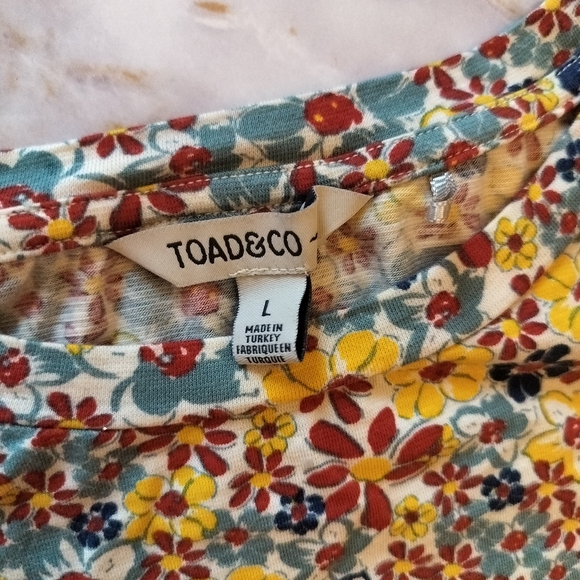 TOAD&CO
L
MADE IN
TURKEY
FABRIQUE EN
TURQUIE